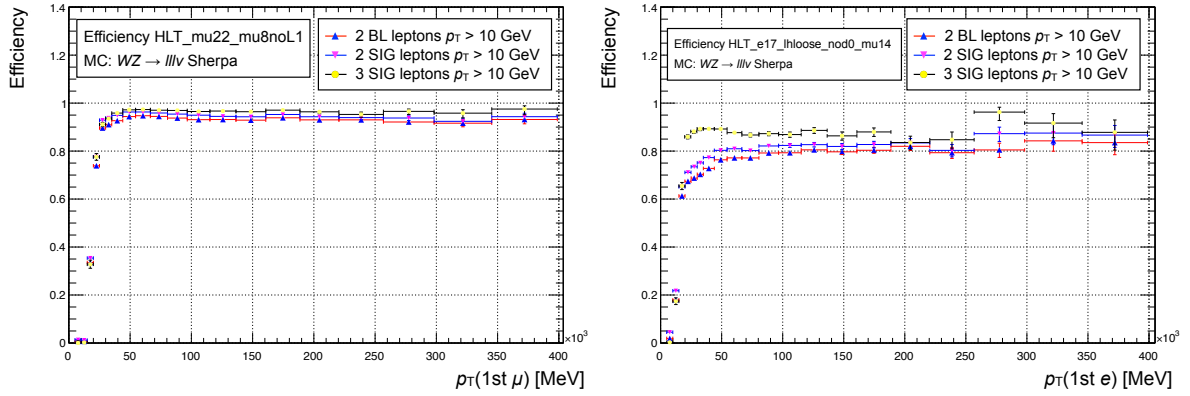 Efficiency
1.4
1.2
1
0.8
0.6
0.4
0.2
0
Efficiency HLT_mu22_mu8noL1
MC: WZ → lllν Sherpa
2 BL leptons pT > 10 GeV
2 SIG leptons pT > 10 GeV
3 SIG leptons pT > 10 GeV
0 50 100 150 200 250 300 350 400
×10³
pT(1st μ) [MeV]
Efficiency
1.4
1.2
1
0.8
0.6
0.4
0.2
0
Efficiency HLT_e17_lhloose_nod0_mu14
MC: WZ → lllν Sherpa
2 BL leptons pT > 10 GeV
2 SIG leptons pT > 10 GeV
3 SIG leptons pT > 10 GeV
0 50 100 150 200 250 300 350 400
×10³
pT(1st e) [MeV]